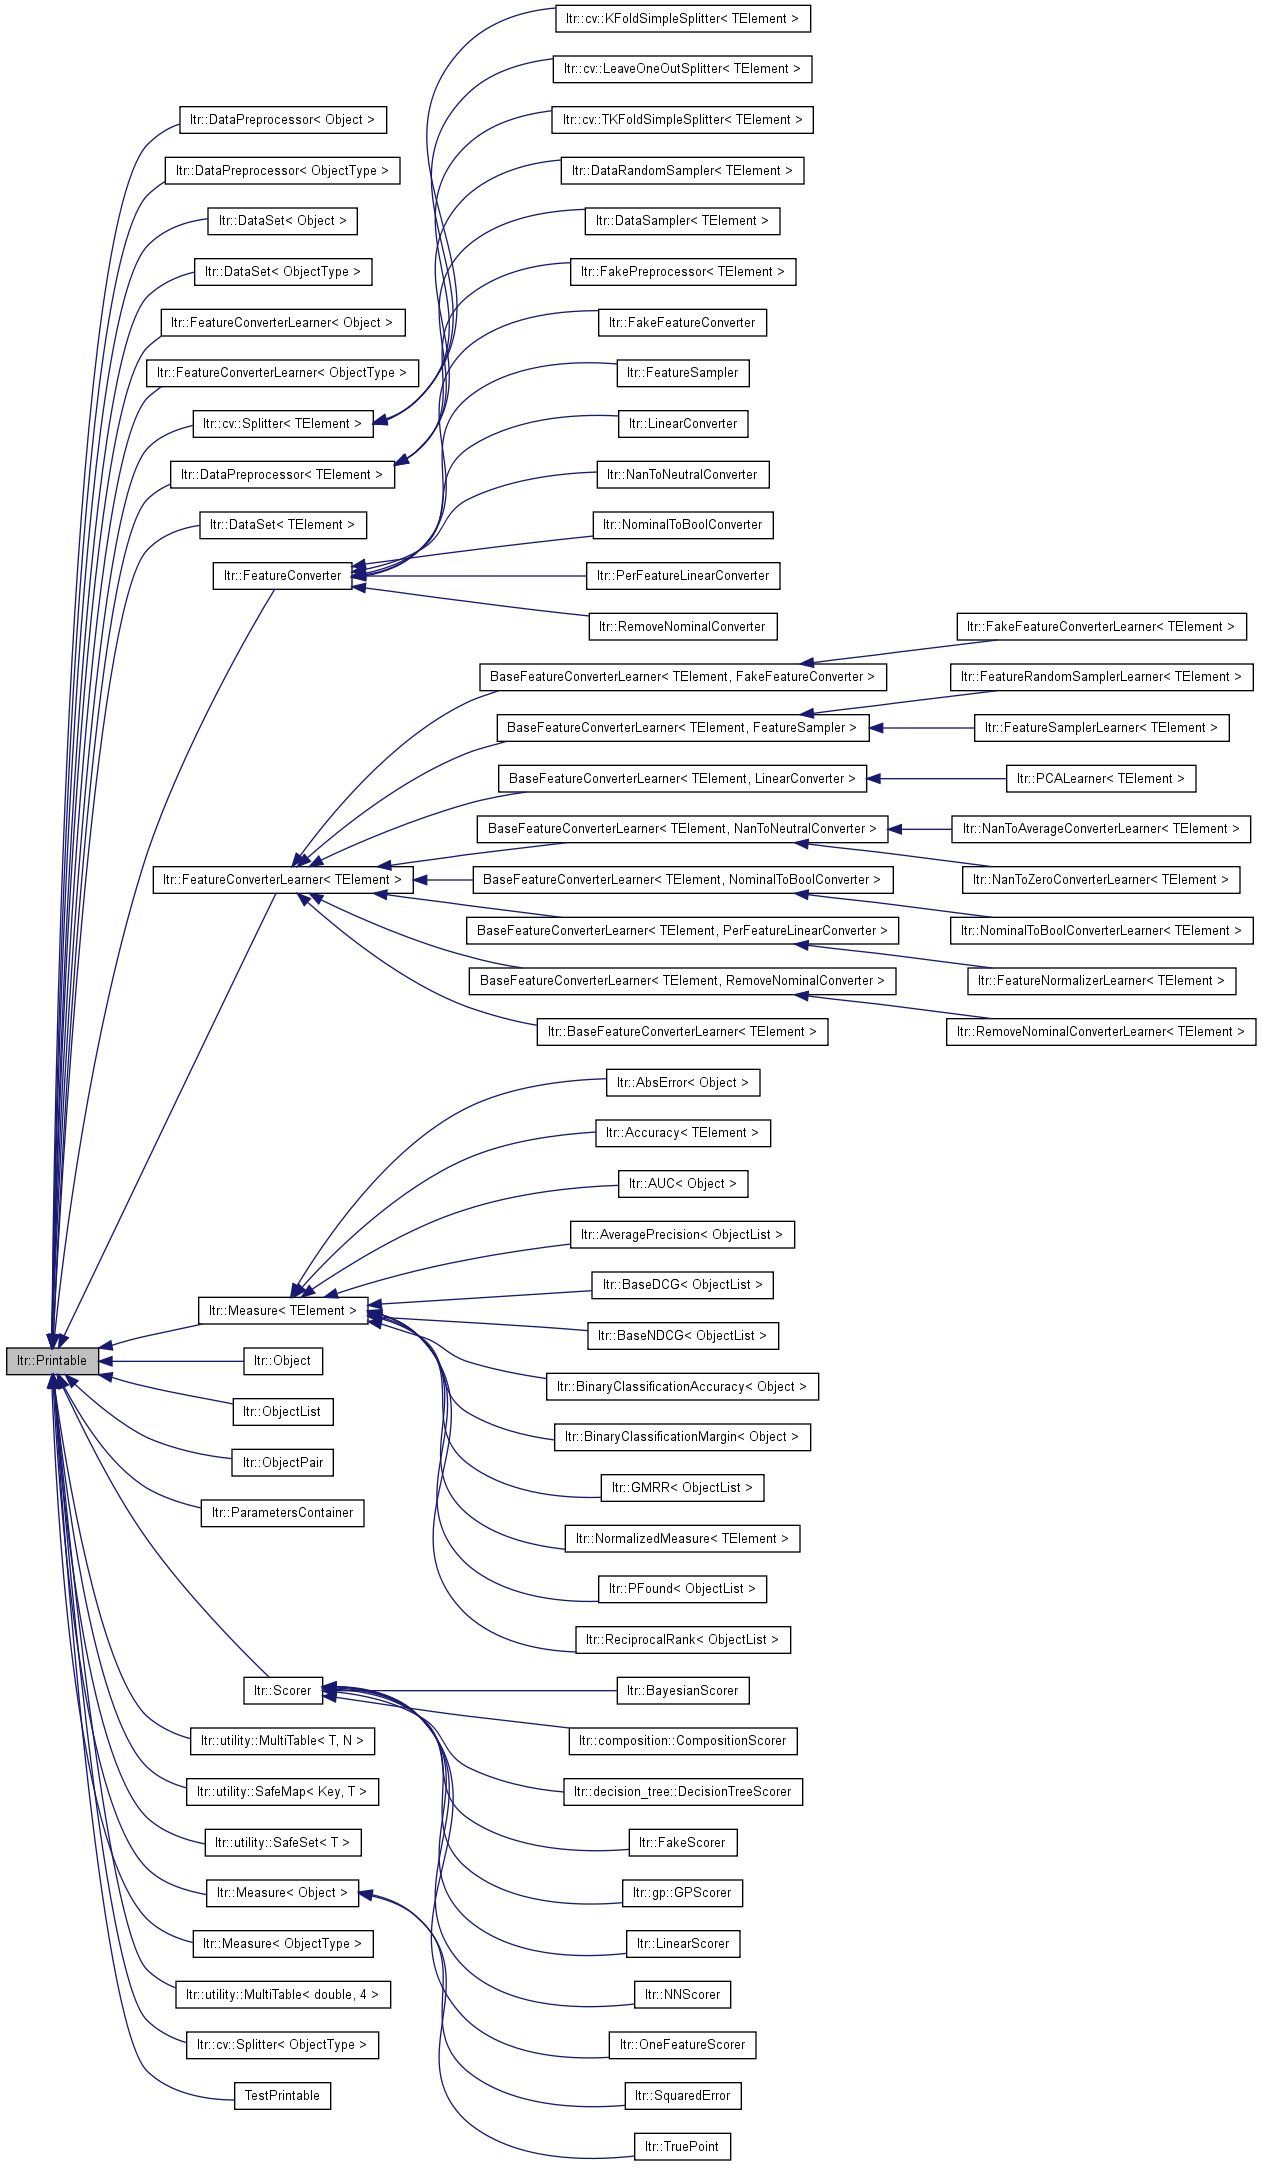 ltr::cv::KFoldSimpleSplitter< TElement >
ltr::cv::LeaveOneOutSplitter< TElement >
ltr::DataPreprocessor< Object >
ltr::cv::TKFoldSimpleSplitter< TElement >
ltr::DataPreprocessor< ObjectType >
ltr::DataRandomSampler< TElement >
ltr::DataSet< Object >
ltr::DataSampler< TElement >
ltr::DataSet< ObjectType >
ltr::FakePreprocessor< TElement >
ltr::FeatureConverterLearner< Object >
ltr::FakeFeatureConverter
ltr::FeatureConverterLearner< ObjectType >
ltr::FeatureSampler
ltr::cv::Splitter< TElement >
ltr::LinearConverter
ltr::DataPreprocessor< TElement >
ltr::NanToNeutralConverter
ltr::DataSet< TElement >
ltr::NominalToBoolConverter
ltr::FeatureConverter
ltr::PerFeatureLinearConverter
ltr::RemoveNominalConverter
ltr::FakeFeatureConverterLearner< TElement >
BaseFeatureConverterLearner< TElement, FakeFeatureConverter >
ltr::FeatureRandomSamplerLearner< TElement >
BaseFeatureConverterLearner< TElement, FeatureSampler >
ltr::FeatureSamplerLearner< TElement >
BaseFeatureConverterLearner< TElement, LinearConverter >
ltr::PCALearner< TElement >
BaseFeatureConverterLearner< TElement, NanToNeutralConverter >
ltr::NanToAverageConverterLearner< TElement >
ltr::FeatureConverterLearner< TElement >
BaseFeatureConverterLearner< TElement, NominalToBoolConverter >
ltr::NanToZeroConverterLearner< TElement >
BaseFeatureConverterLearner< TElement, PerFeatureLinearConverter >
ltr::NominalToBoolConverterLearner< TElement >
BaseFeatureConverterLearner< TElement, RemoveNominalConverter >
ltr::FeatureNormalizerLearner< TElement >
ltr::BaseFeatureConverterLearner< TElement >
ltr::RemoveNominalConverterLearner< TElement >
ltr::AbsError< Object >
ltr::Accuracy< TElement >
ltr::AUC< Object >
ltr::AveragePrecision< ObjectList >
ltr::BaseDCG< ObjectList >
ltr::Measure< TElement >
ltr::BaseNDCG< ObjectList >
ltr::Printable
ltr::Object
ltr::BinaryClassificationAccuracy< Object >
ltr::ObjectList
ltr::BinaryClassificationMargin< Object >
ltr::ObjectPair
ltr::GMRR< ObjectList >
ltr::ParametersContainer
ltr::NormalizedMeasure< TElement >
ltr::PFound< ObjectList >
ltr::ReciprocalRank< ObjectList >
ltr::Scorer
ltr::BayesianScorer
ltr::utility::MultiTable< T, N >
ltr::composition::CompositionScorer
ltr::utility::SafeMap< Key, T >
ltr::decision_tree::DecisionTreeScorer
ltr::utility::SafeSet< T >
ltr::FakeScorer
ltr::Measure< Object >
ltr::gp::GPScorer
ltr::Measure< ObjectType >
ltr::LinearScorer
ltr::utility::MultiTable< double, 4 >
ltr::NNScorer
ltr::cv::Splitter< ObjectType >
ltr::OneFeatureScorer
TestPrintable
ltr::SquaredError
ltr::TruePoint